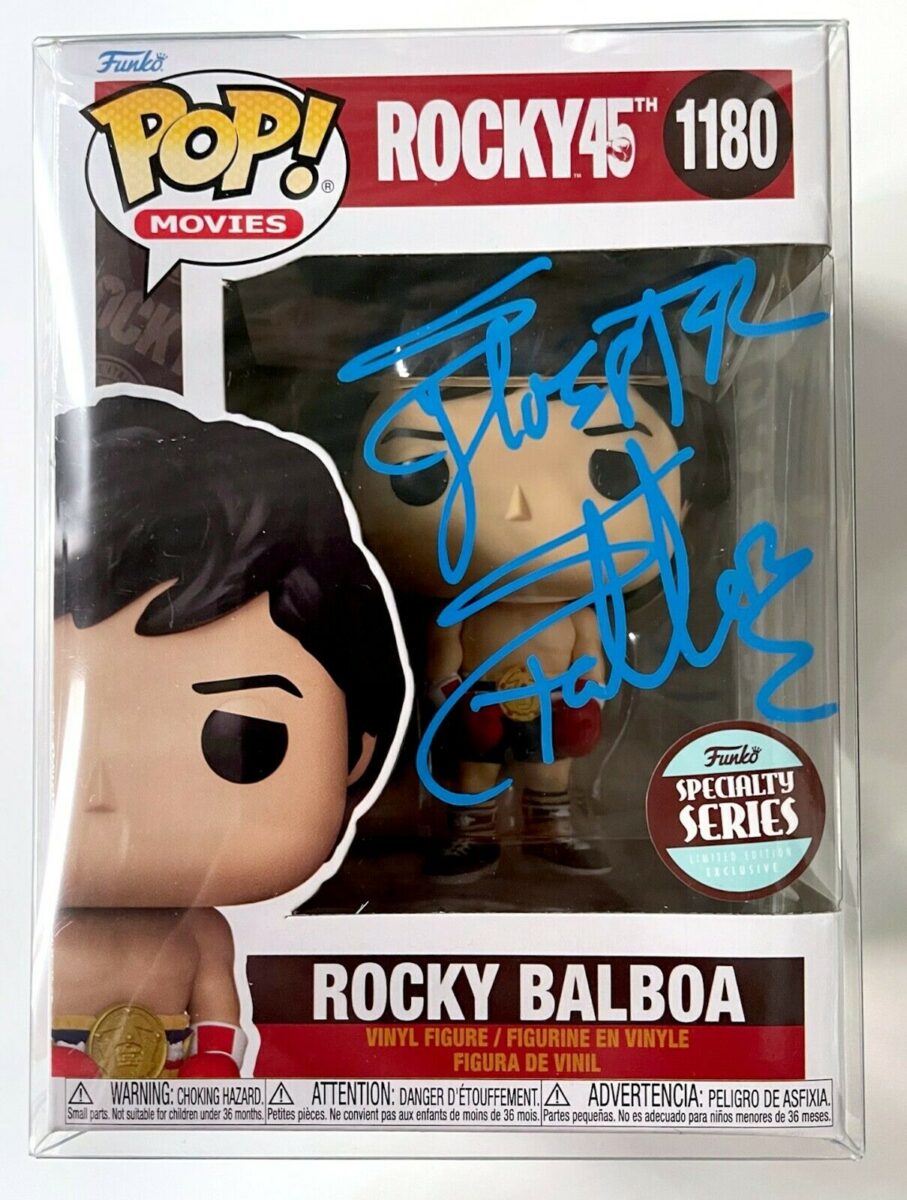 Funko
POP!®
MOVIES
ROCKY45TH
™
1180
Funko
SPECIALTY
SERIES
LIMITED EDITION
EXCLUSIVE
ROCKY BALBOA
VINYL FIGURE / FIGURINE EN VINYLE
FIGURA DE VINIL
WARNING: CHOKING HAZARD.
Small parts. Not suitable for children under 36 months.
ATTENTION: DANGER D'ÉTOUFFEMENT.
Petites pièces. Ne convient pas aux enfants de moins de 36 mois.
ADVERTENCIA: PELIGRO DE ASFIXIA.
Partes pequeñas. No es adecuado para niños menores de 36 meses.